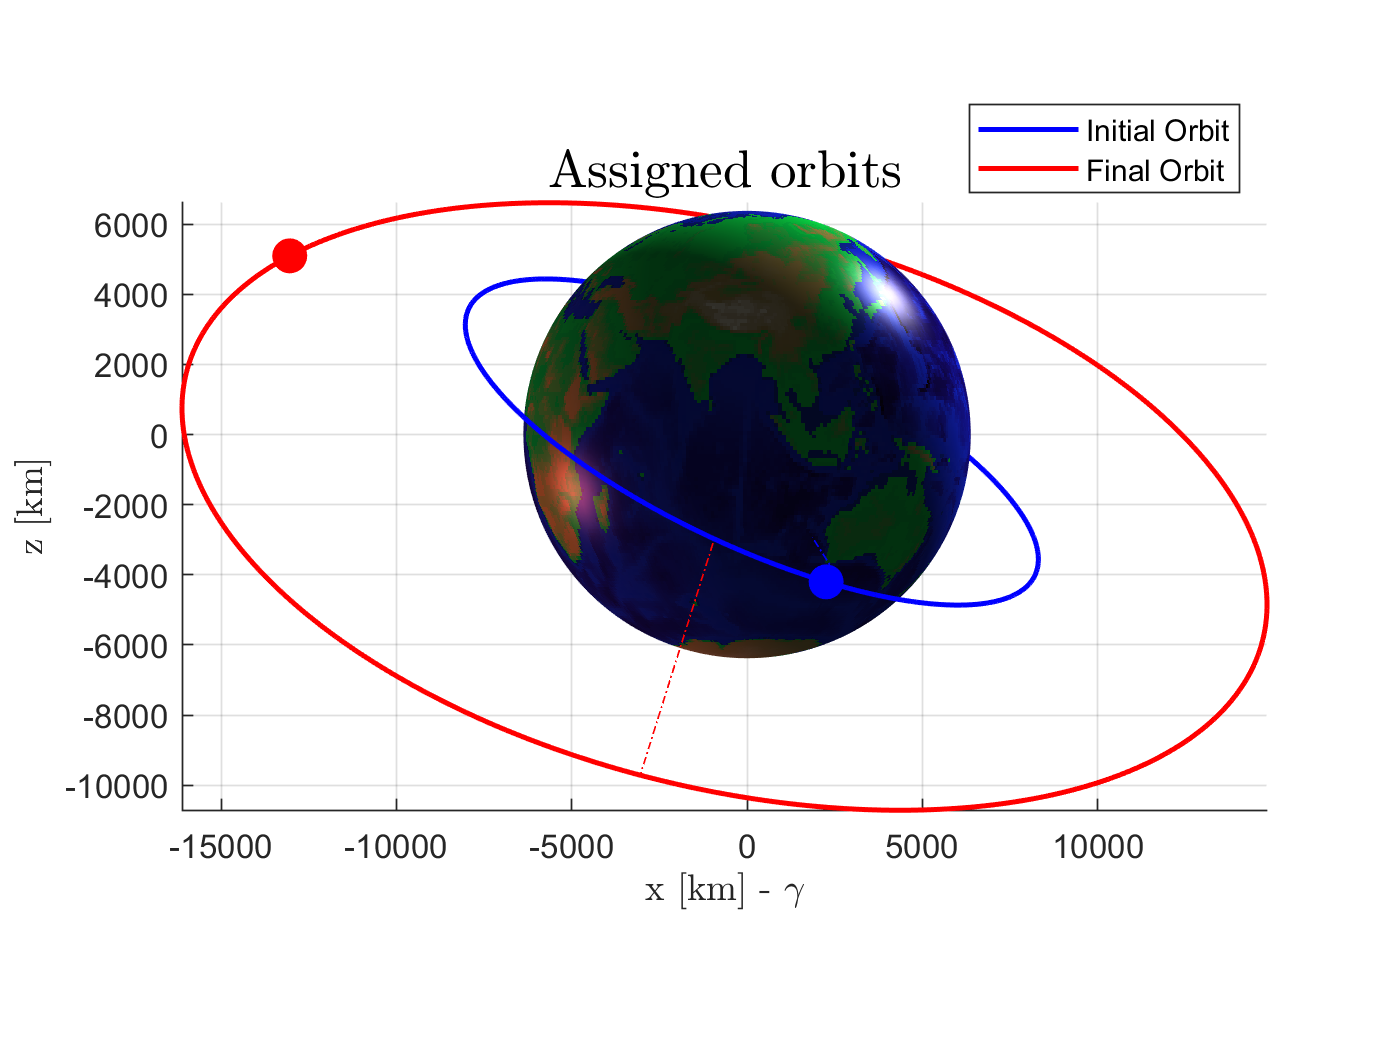 Initial Orbit
Final Orbit
Assigned orbits
6000
4000
2000
0
-2000
-4000
-6000
-8000
-10000
z [km]
-15000 -10000 -5000 0 5000 10000
x [km] - γ